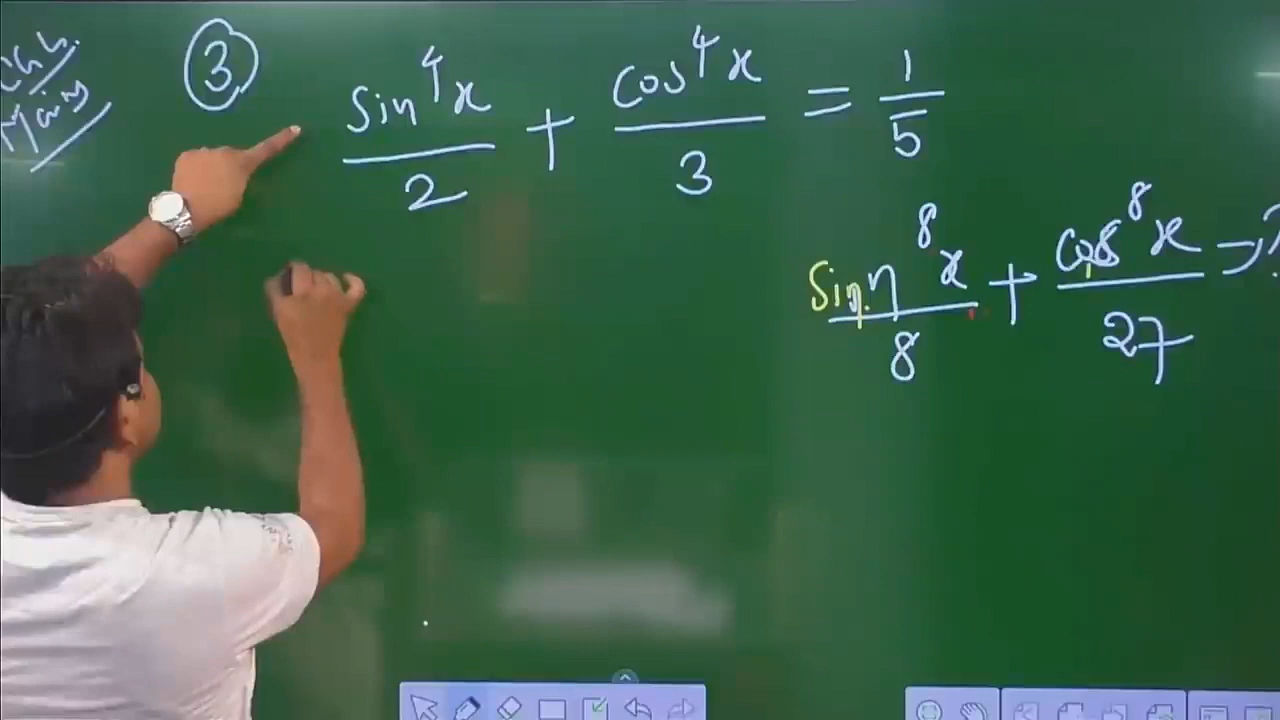 ③ sin⁴x/2 + cos⁴x/3 = 1/5
sin⁸x/8 + cos⁸x/27 → ?